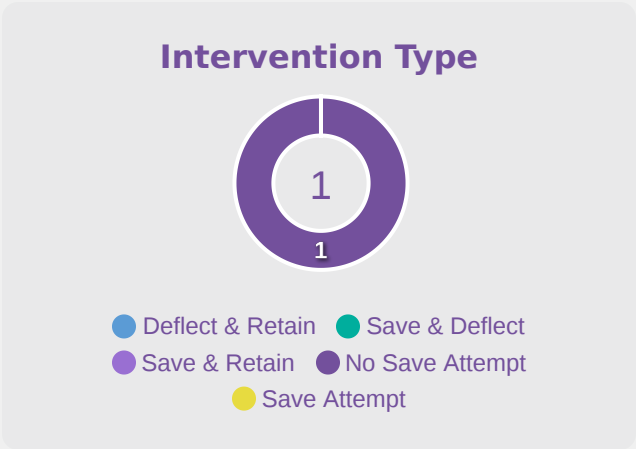 Intervention Type
1
1
Deflect & Retain Save & Deflect
Save & Retain No Save Attempt
Save Attempt